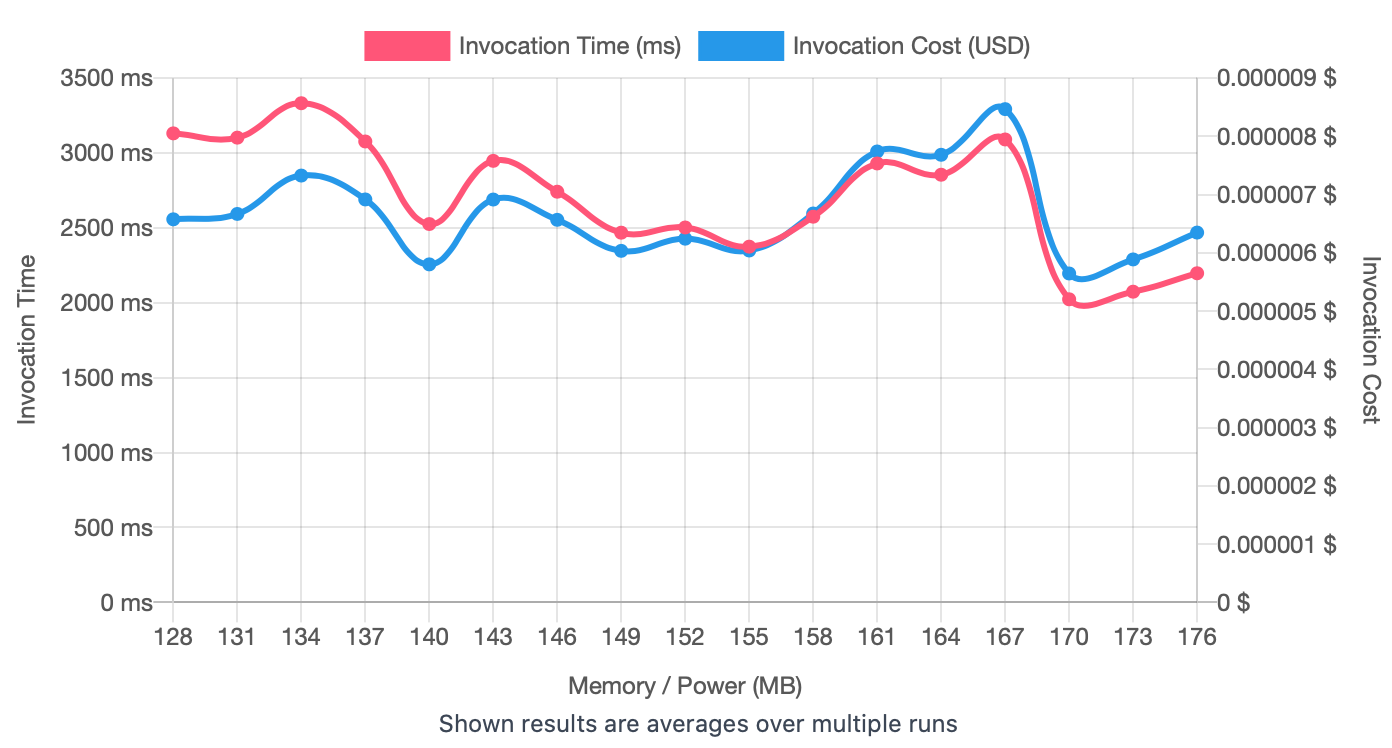 Invocation Time (ms) Invocation Cost (USD)
3500 ms
3000 ms
2500 ms
2000 ms
1500 ms
1000 ms
500 ms
0 ms
Invocation Time
0.000009 $
0.000008 $
0.000007 $
0.000006 $
0.000005 $
0.000004 $
0.000003 $
0.000002 $
0.000001 $
0 $
Invocation Cost
128 131 134 137 140 143 146 149 152 155 158 161 164 167 170 173 176
Memory / Power (MB)
Shown results are averages over multiple runs